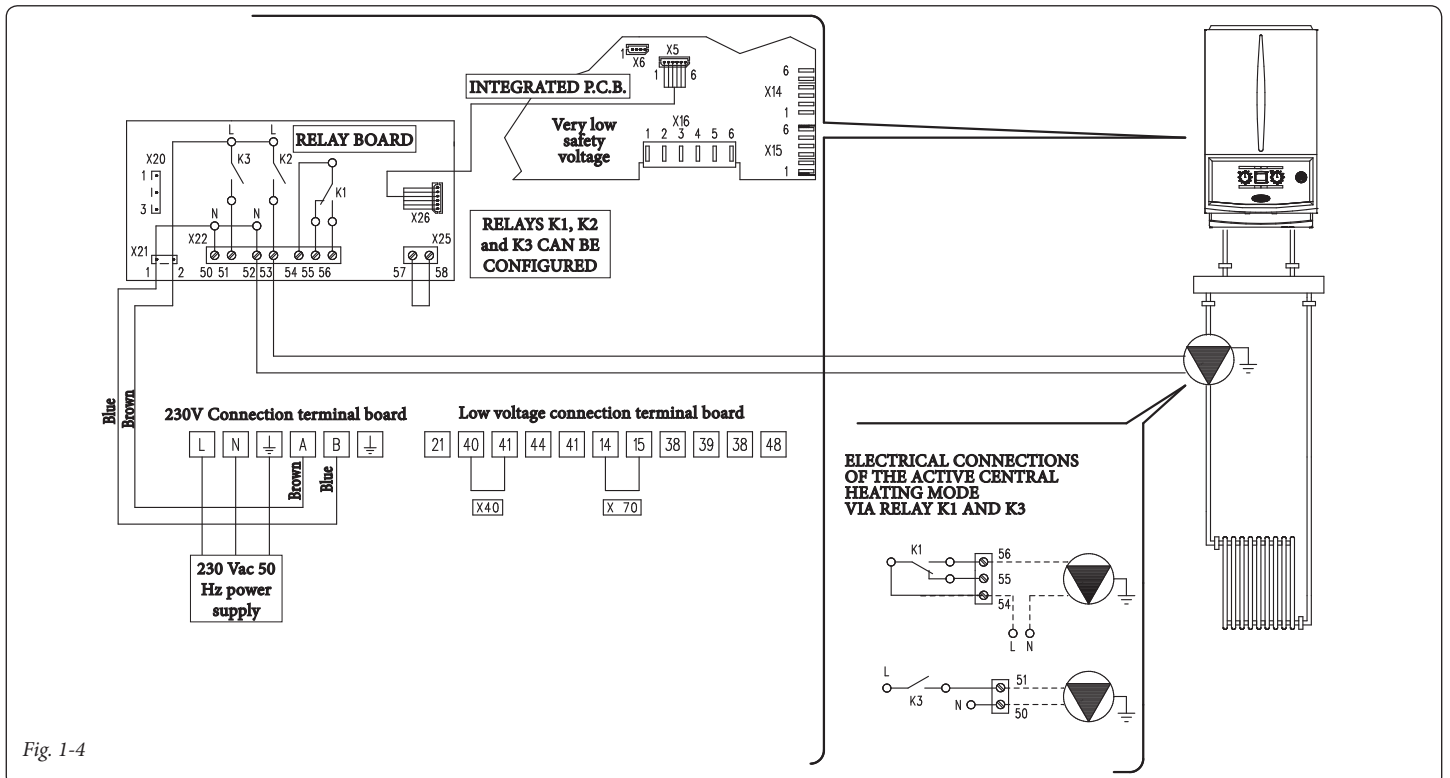 1
X6
X5
1
6
INTEGRATED P.C.B.
6
X14
1
Very low
safety
voltage
X16
1 2 3 4 5 6
6
X15
1
RELAY BOARD
L
L
X20
1
3
K3
K2
K1
N
N
X26
X21
1
2
X22
50 51 52 53 54 55 56
X25
57 58
RELAYS K1, K2
and K3 CAN BE
CONFIGURED
Blue
Brown
230V Connection terminal board
L N A B
Brown
Blue
230 Vac 50
Hz power
supply
Low voltage connection terminal board
21 40 41 44 41 14 15 38 39 38 48
X40
X 70
ELECTRICAL CONNECTIONS
OF THE ACTIVE CENTRAL
HEATING MODE
VIA RELAY K1 AND K3
K1
56
55
54
L N
L
K3
51
N
50
Fig. 1-4